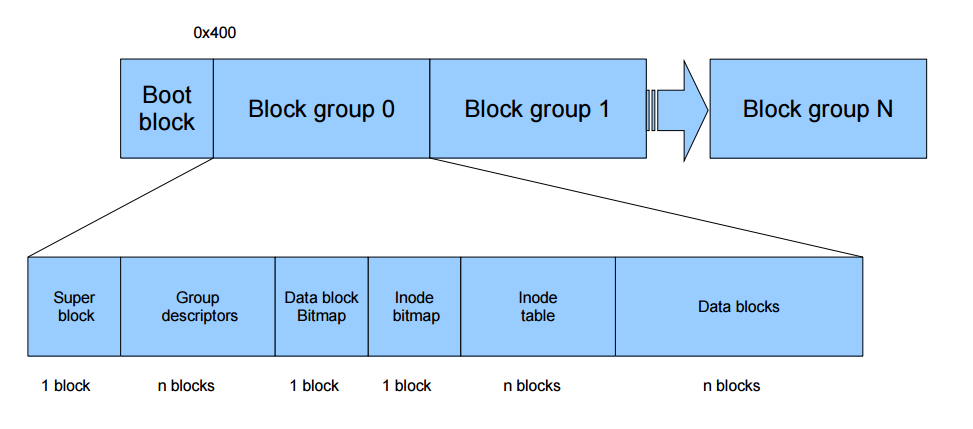 0x400
Boot
block
Block group 0
Block group 1
Block group N
Super
block
Group
descriptors
Data block
Bitmap
Inode
bitmap
Inode
table
Data blocks
1 block
n blocks
1 block
1 block
n blocks
n blocks